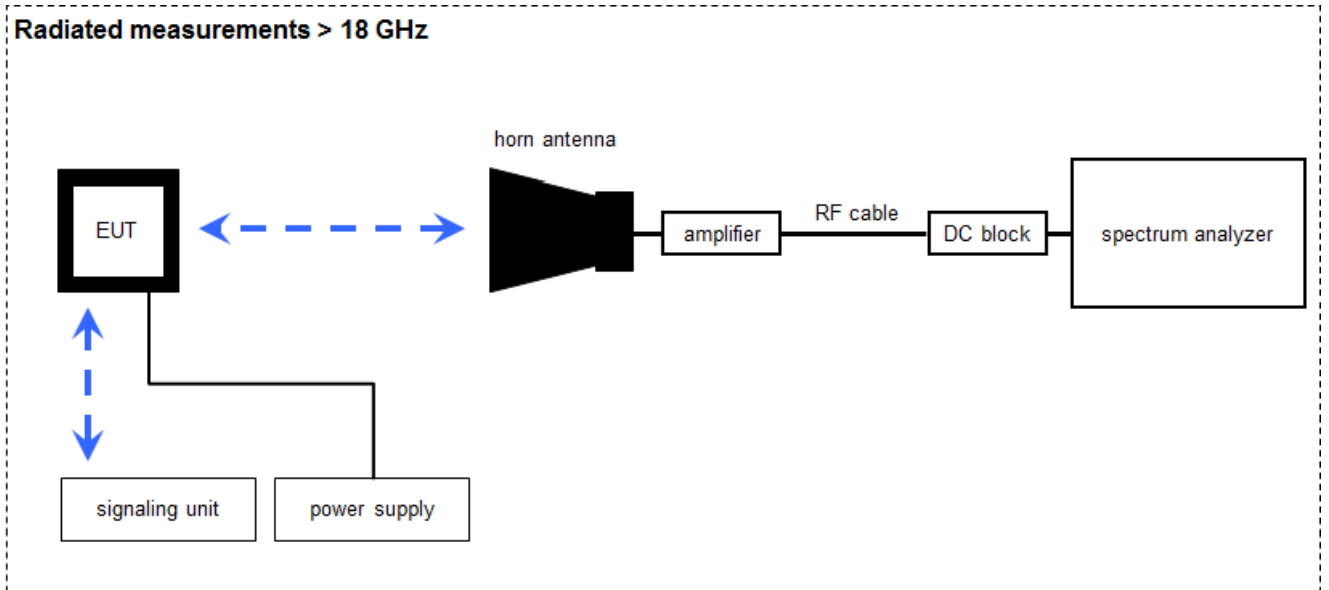 Radiated measurements > 18 GHz
horn antenna
EUT
amplifier
RF cable
DC block
spectrum analyzer
signaling unit
power supply